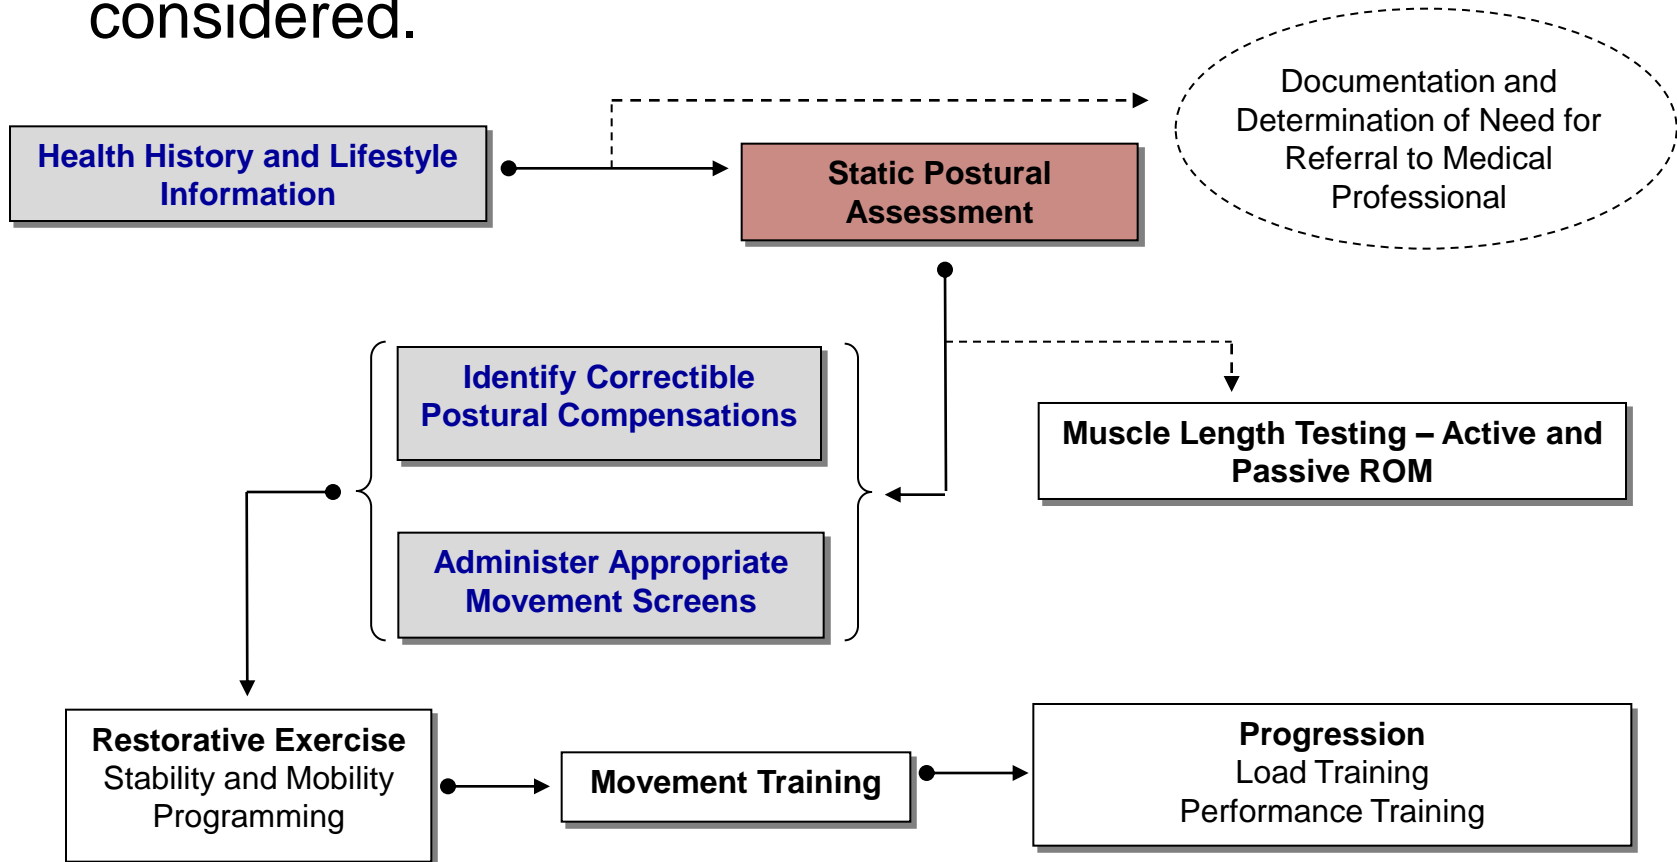 considered.
Documentation and
Determination of Need for
Referral to Medical
Professional
Health History and Lifestyle
Information
Static Postural
Assessment
Identify Correctible
Postural Compensations
Muscle Length Testing – Active and
Passive ROM
Administer Appropriate
Movement Screens
Restorative Exercise
Stability and Mobility
Programming
Movement Training
Progression
Load Training
Performance Training